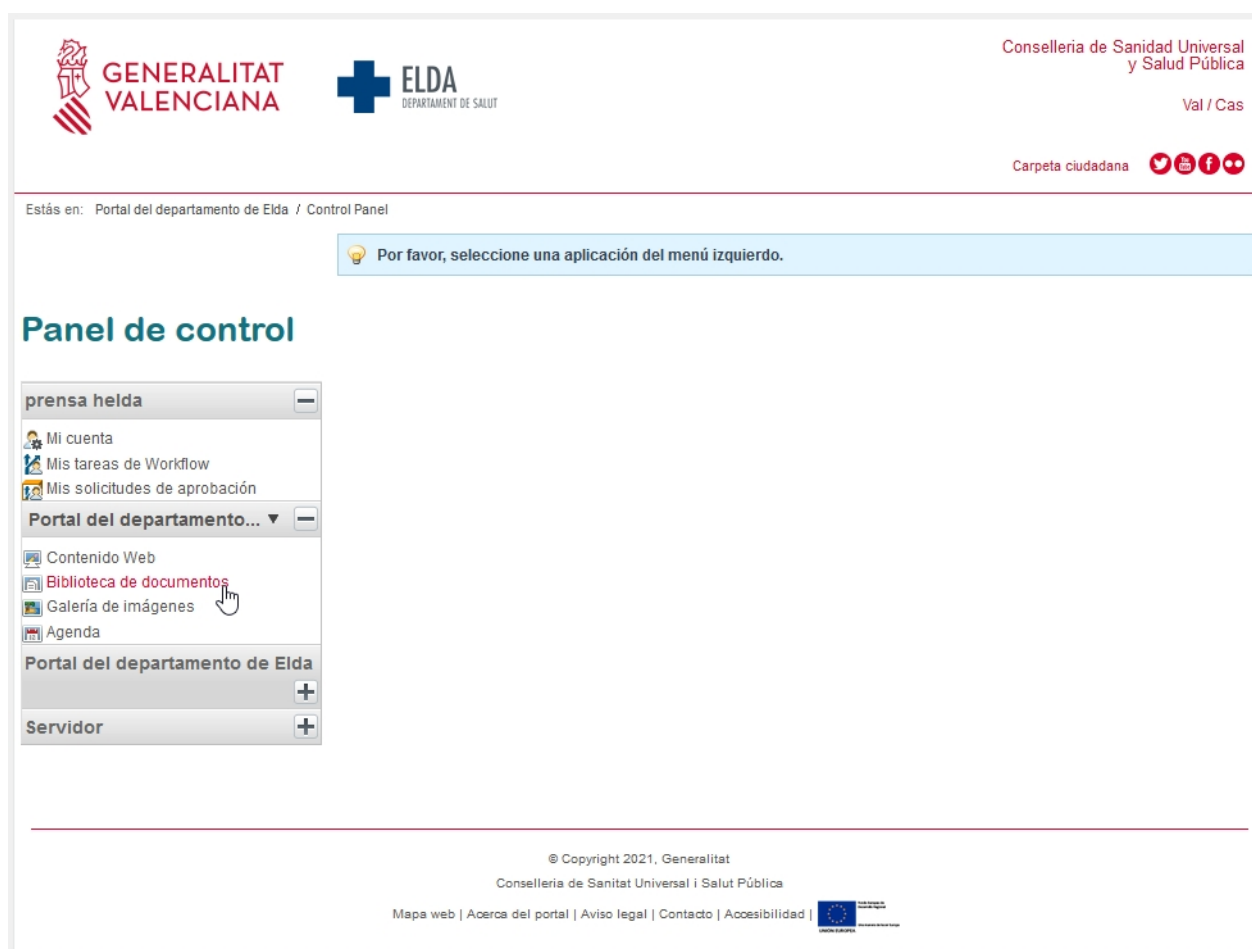 GENERALITAT
VALENCIANA
ELDA
DEPARTAMENT DE SALUT
Conselleria de Sanidad Universal
y Salud Pública
Val / Cas
Carpeta ciudadana
Estás en: Portal del departamento de Elda / Control Panel
Por favor, seleccione una aplicación del menú izquierdo.
Panel de control
prensa helda
Mi cuenta
Mis tareas de Workflow
Mis solicitudes de aprobación
Portal del departamento...
Contenido Web
Biblioteca de documentos
Galería de imágenes
Agenda
Portal del departamento de Elda
Servidor
© Copyright 2021, Generalitat
Conselleria de Sanitat Universal i Salut Pública
Mapa web | Acerca del portal | Aviso legal | Contacto | Accesibilidad |
UNIÓN EUROPEA